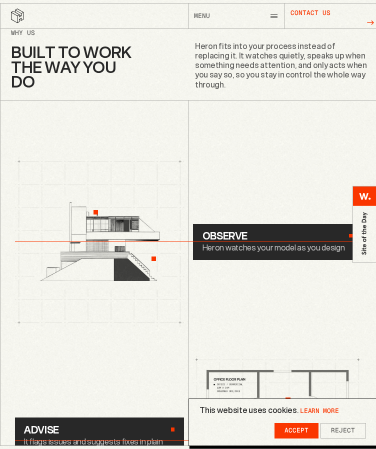 MENU
CONTACT US
WHY US
BUILT TO WORK
THE WAY YOU
DO
Heron fits into your process instead of
replacing it. It watches quietly, speaks up when
something needs attention, and only acts when
you say so, so you stay in control the whole way
through.
W.
Site of the Day
OBSERVE
Heron watches your model as you design
UPPER FLOOR PLAN
This website uses cookies. LEARN MORE
ACCEPT
REJECT
ADVISE
It flags issues and suggests fixes in plain